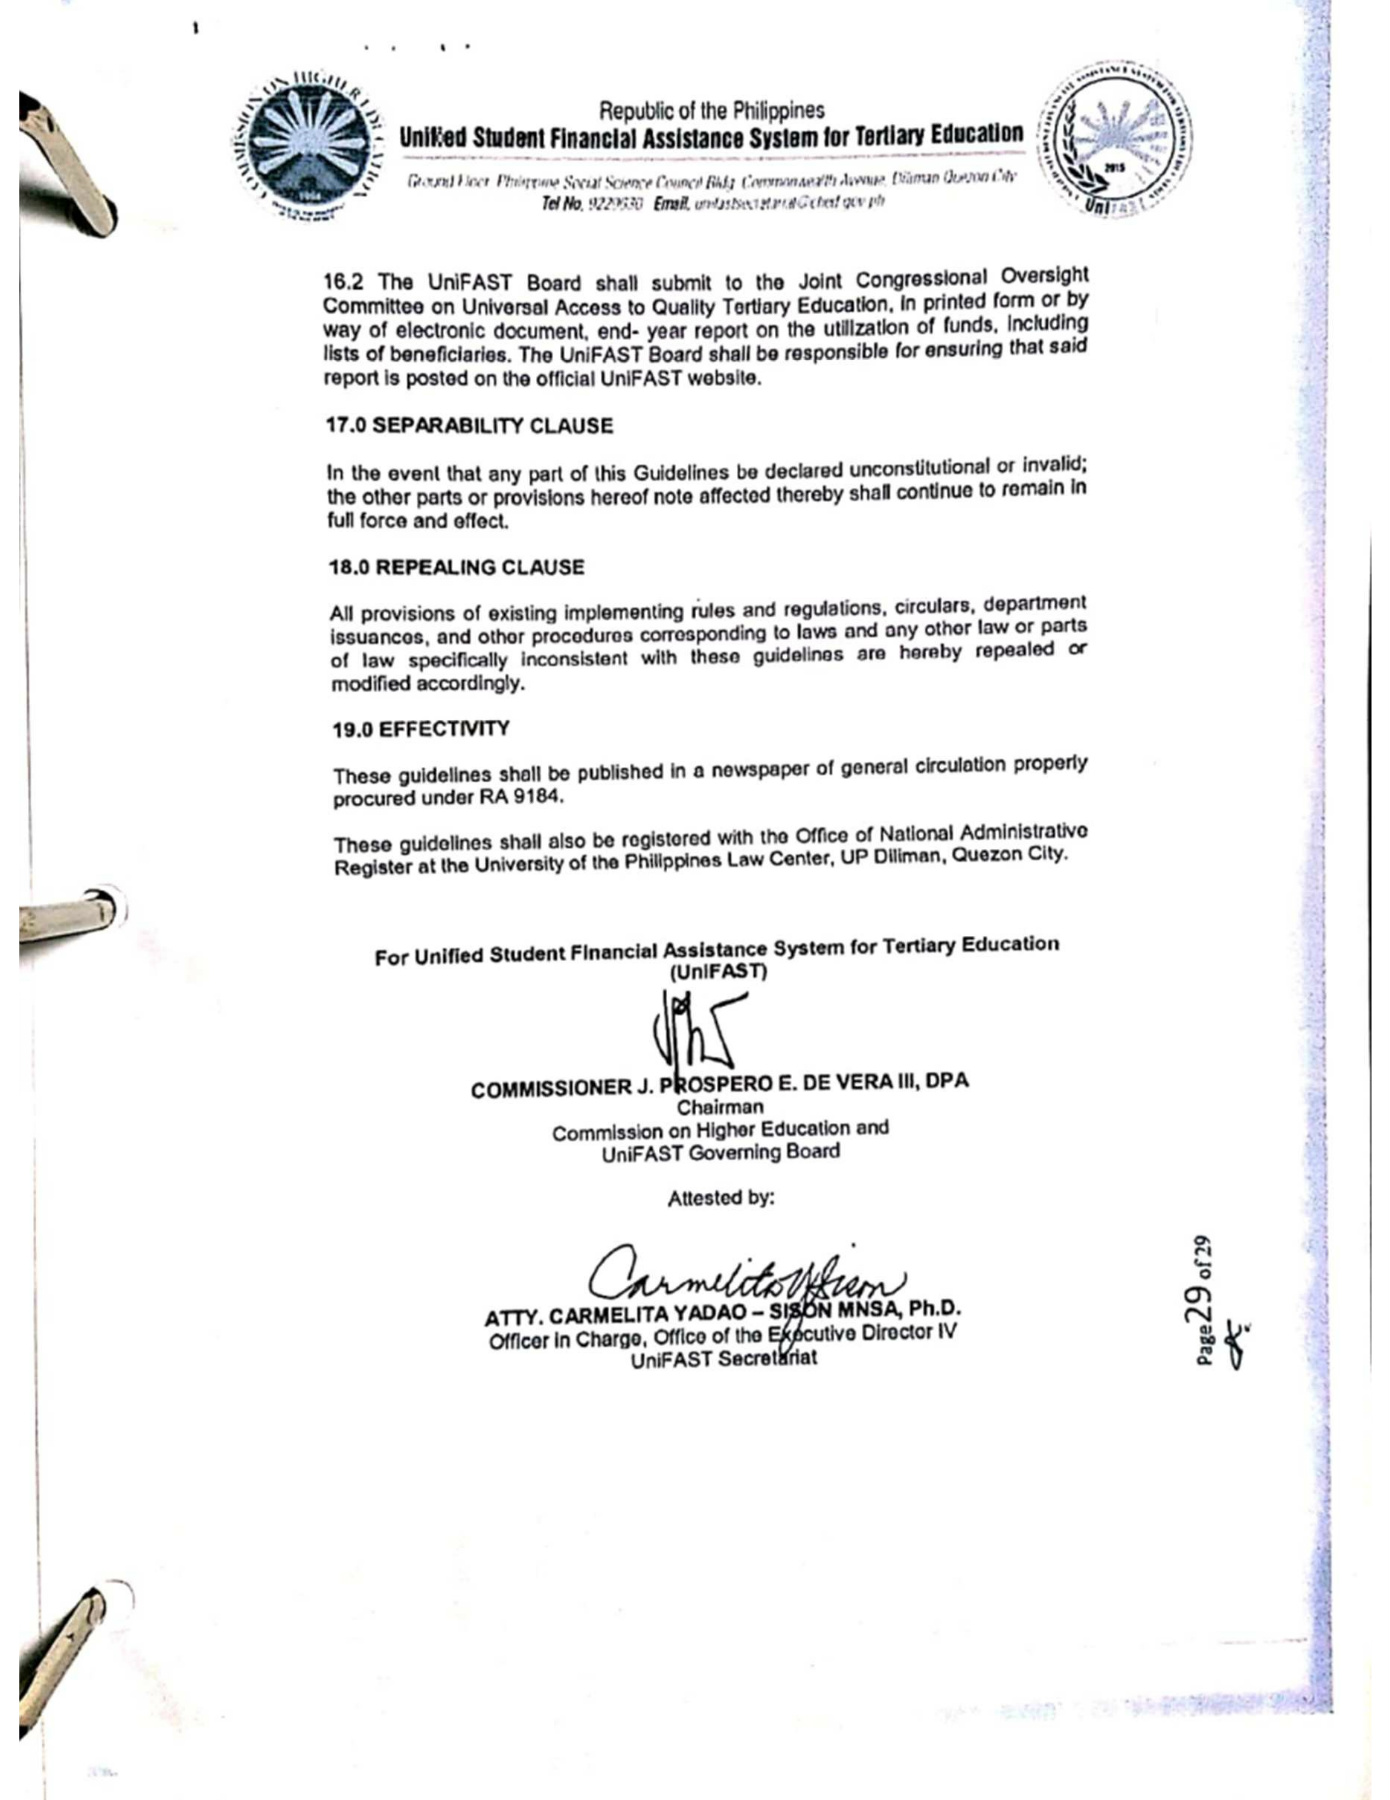 COMMISSION ON HIGHER EDUCATION
1994
Republic of the Philippines
Unified Student Financial Assistance System for Tertiary Education
Ground Floor Philippine Social Science Council Bldg. Commonwealth Avenue, Diliman Quezon City
Tel No. Email.
2015
UniFAST
16.2 The UniFAST Board shall submit to the Joint Congressional Oversight
Committee on Universal Access to Quality Tertiary Education, in printed form or by
way of electronic document, end- year report on the utilization of funds, including
lists of beneficiaries. The UniFAST Board shall be responsible for ensuring that said
report is posted on the official UniFAST website.
17.0 SEPARABILITY CLAUSE
In the event that any part of this Guidelines be declared unconstitutional or invalid;
the other parts or provisions hereof note affected thereby shall continue to remain in
full force and effect.
18.0 REPEALING CLAUSE
All provisions of existing implementing rules and regulations, circulars, department
issuances, and other procedures corresponding to laws and any other law or parts
of law specifically inconsistent with these guidelines are hereby repealed or
modified accordingly.
19.0 EFFECTIVITY
These guidelines shall be published in a newspaper of general circulation properly
procured under RA 9184.
These guidelines shall also be registered with the Office of National Administrative
Register at the University of the Philippines Law Center, UP Diliman, Quezon City.
For Unified Student Financial Assistance System for Tertiary Education
(UniFAST)
COMMISSIONER J. PROSPERO E. DE VERA III, DPA
Chairman
Commission on Higher Education and
UniFAST Governing Board
Attested by:
ATTY. CARMELITA YADAO – SISON MNSA, Ph.D.
Officer in Charge, Office of the Executive Director IV
UniFAST Secretariat
Page 29 of 29